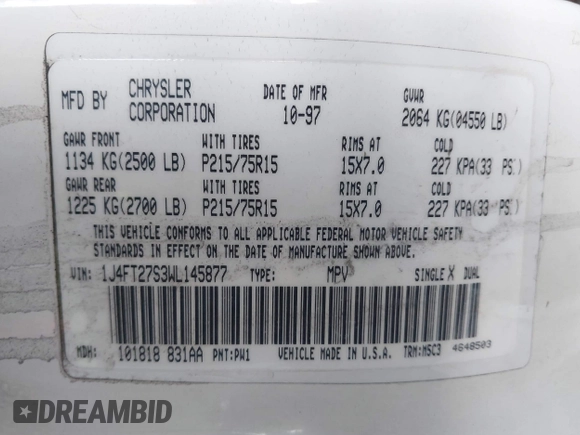 MFD BY CHRYSLER CORPORATION DATE OF MFR 10-97 GVWR 2064 KG(04550 LB)
GAWR FRONT WITH TIRES RIMS AT COLD
1134 KG(2500 LB) P215/75R15 15X7.0 227 KPA(33 PSI)
GAWR REAR WITH TIRES RIMS AT COLD
1225 KG(2700 LB) P215/75R15 15X7.0 227 KPA(33 PSI)
THIS VEHICLE CONFORMS TO ALL APPLICABLE FEDERAL MOTOR VEHICLE SAFETY
STANDARDS IN EFFECT ON THE DATE OF MANUFACTURE SHOWN ABOVE.
VIN: 1J4FT27S3WL145877 TYPE: MPV SINGLE X DUAL
MDH: 101818 831AA PNT:PW1 VEHICLE MADE IN U.S.A. TRM:M5C3 4648503
DREAMBID